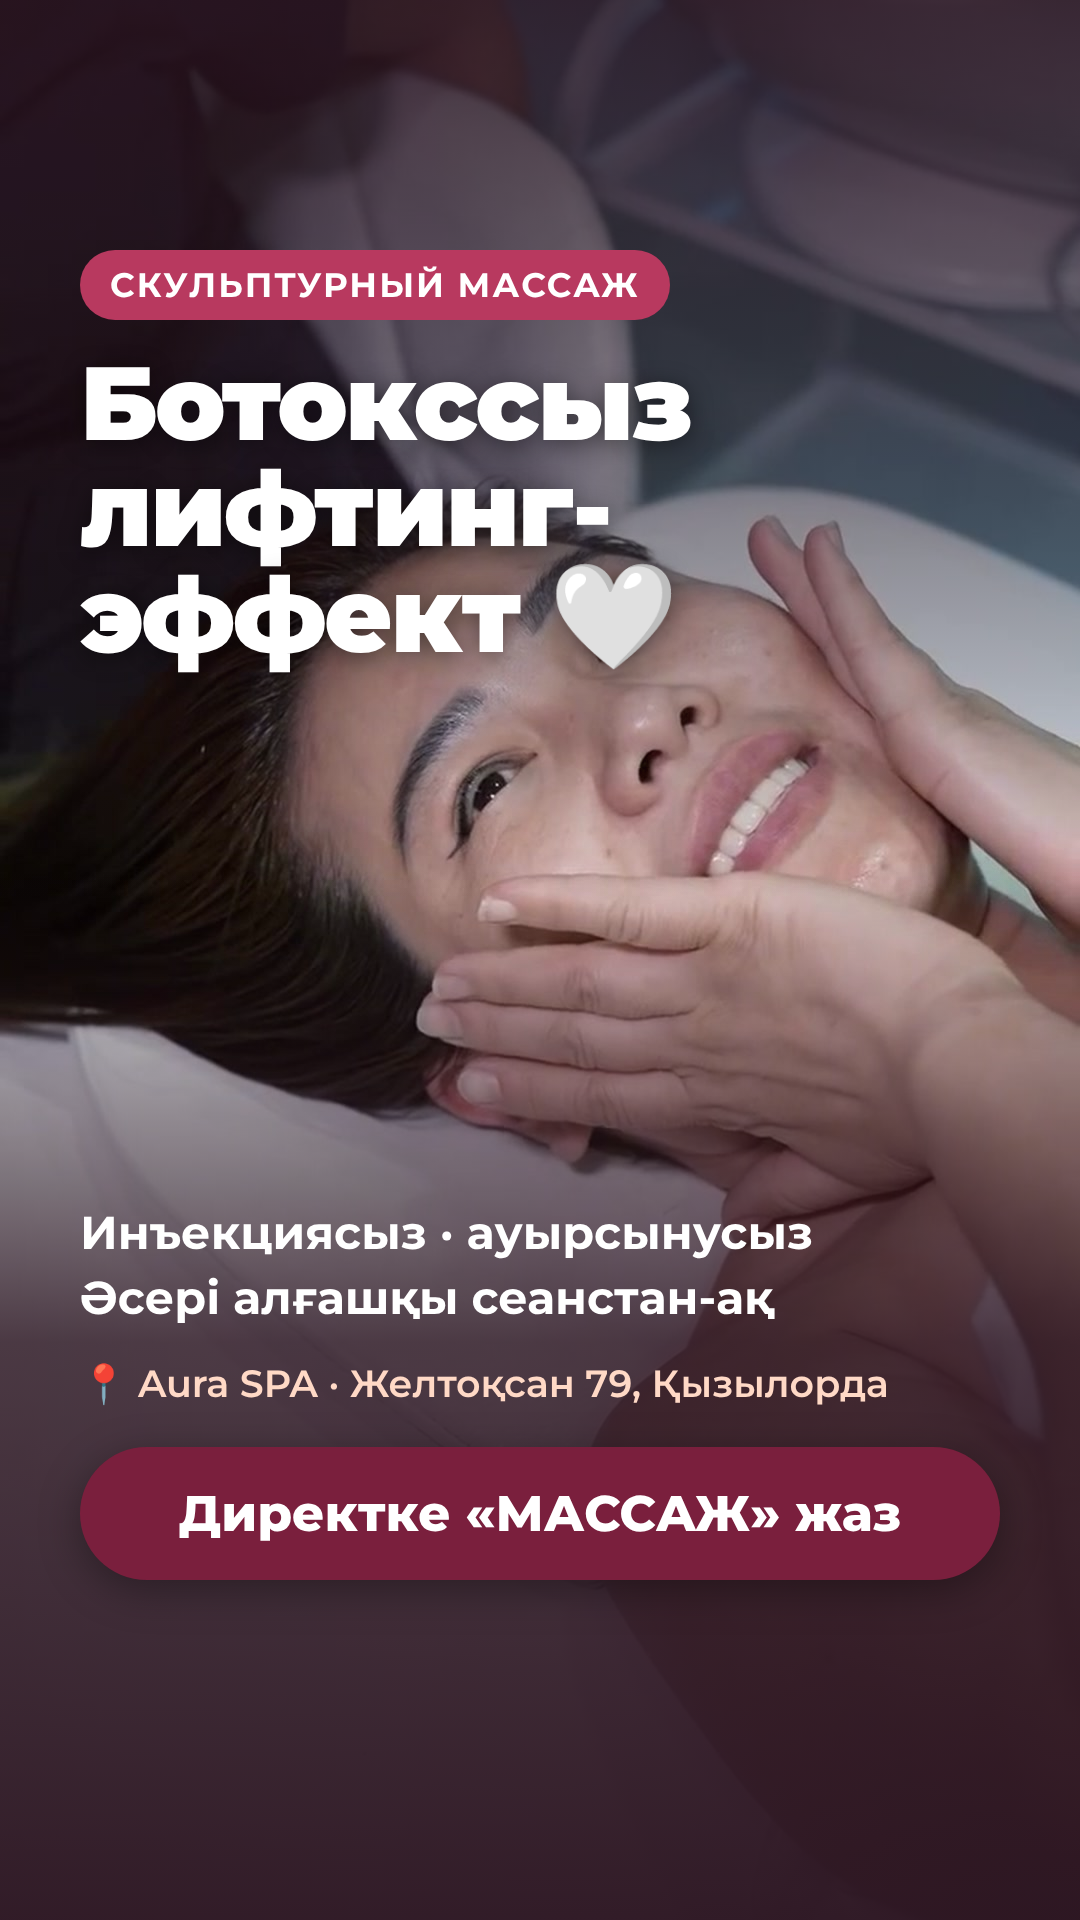 СКУЛЬПТУРНЫЙ МАССАЖ
Ботокссыз
лифтинг-
эффект 🤍
Инъекциясыз · ауырсынусыз
Әсері алғашқы сеанстан-ақ
📍 Aura SPA · Желтоқсан 79, Қызылорда
Директке «МАССАЖ» жаз